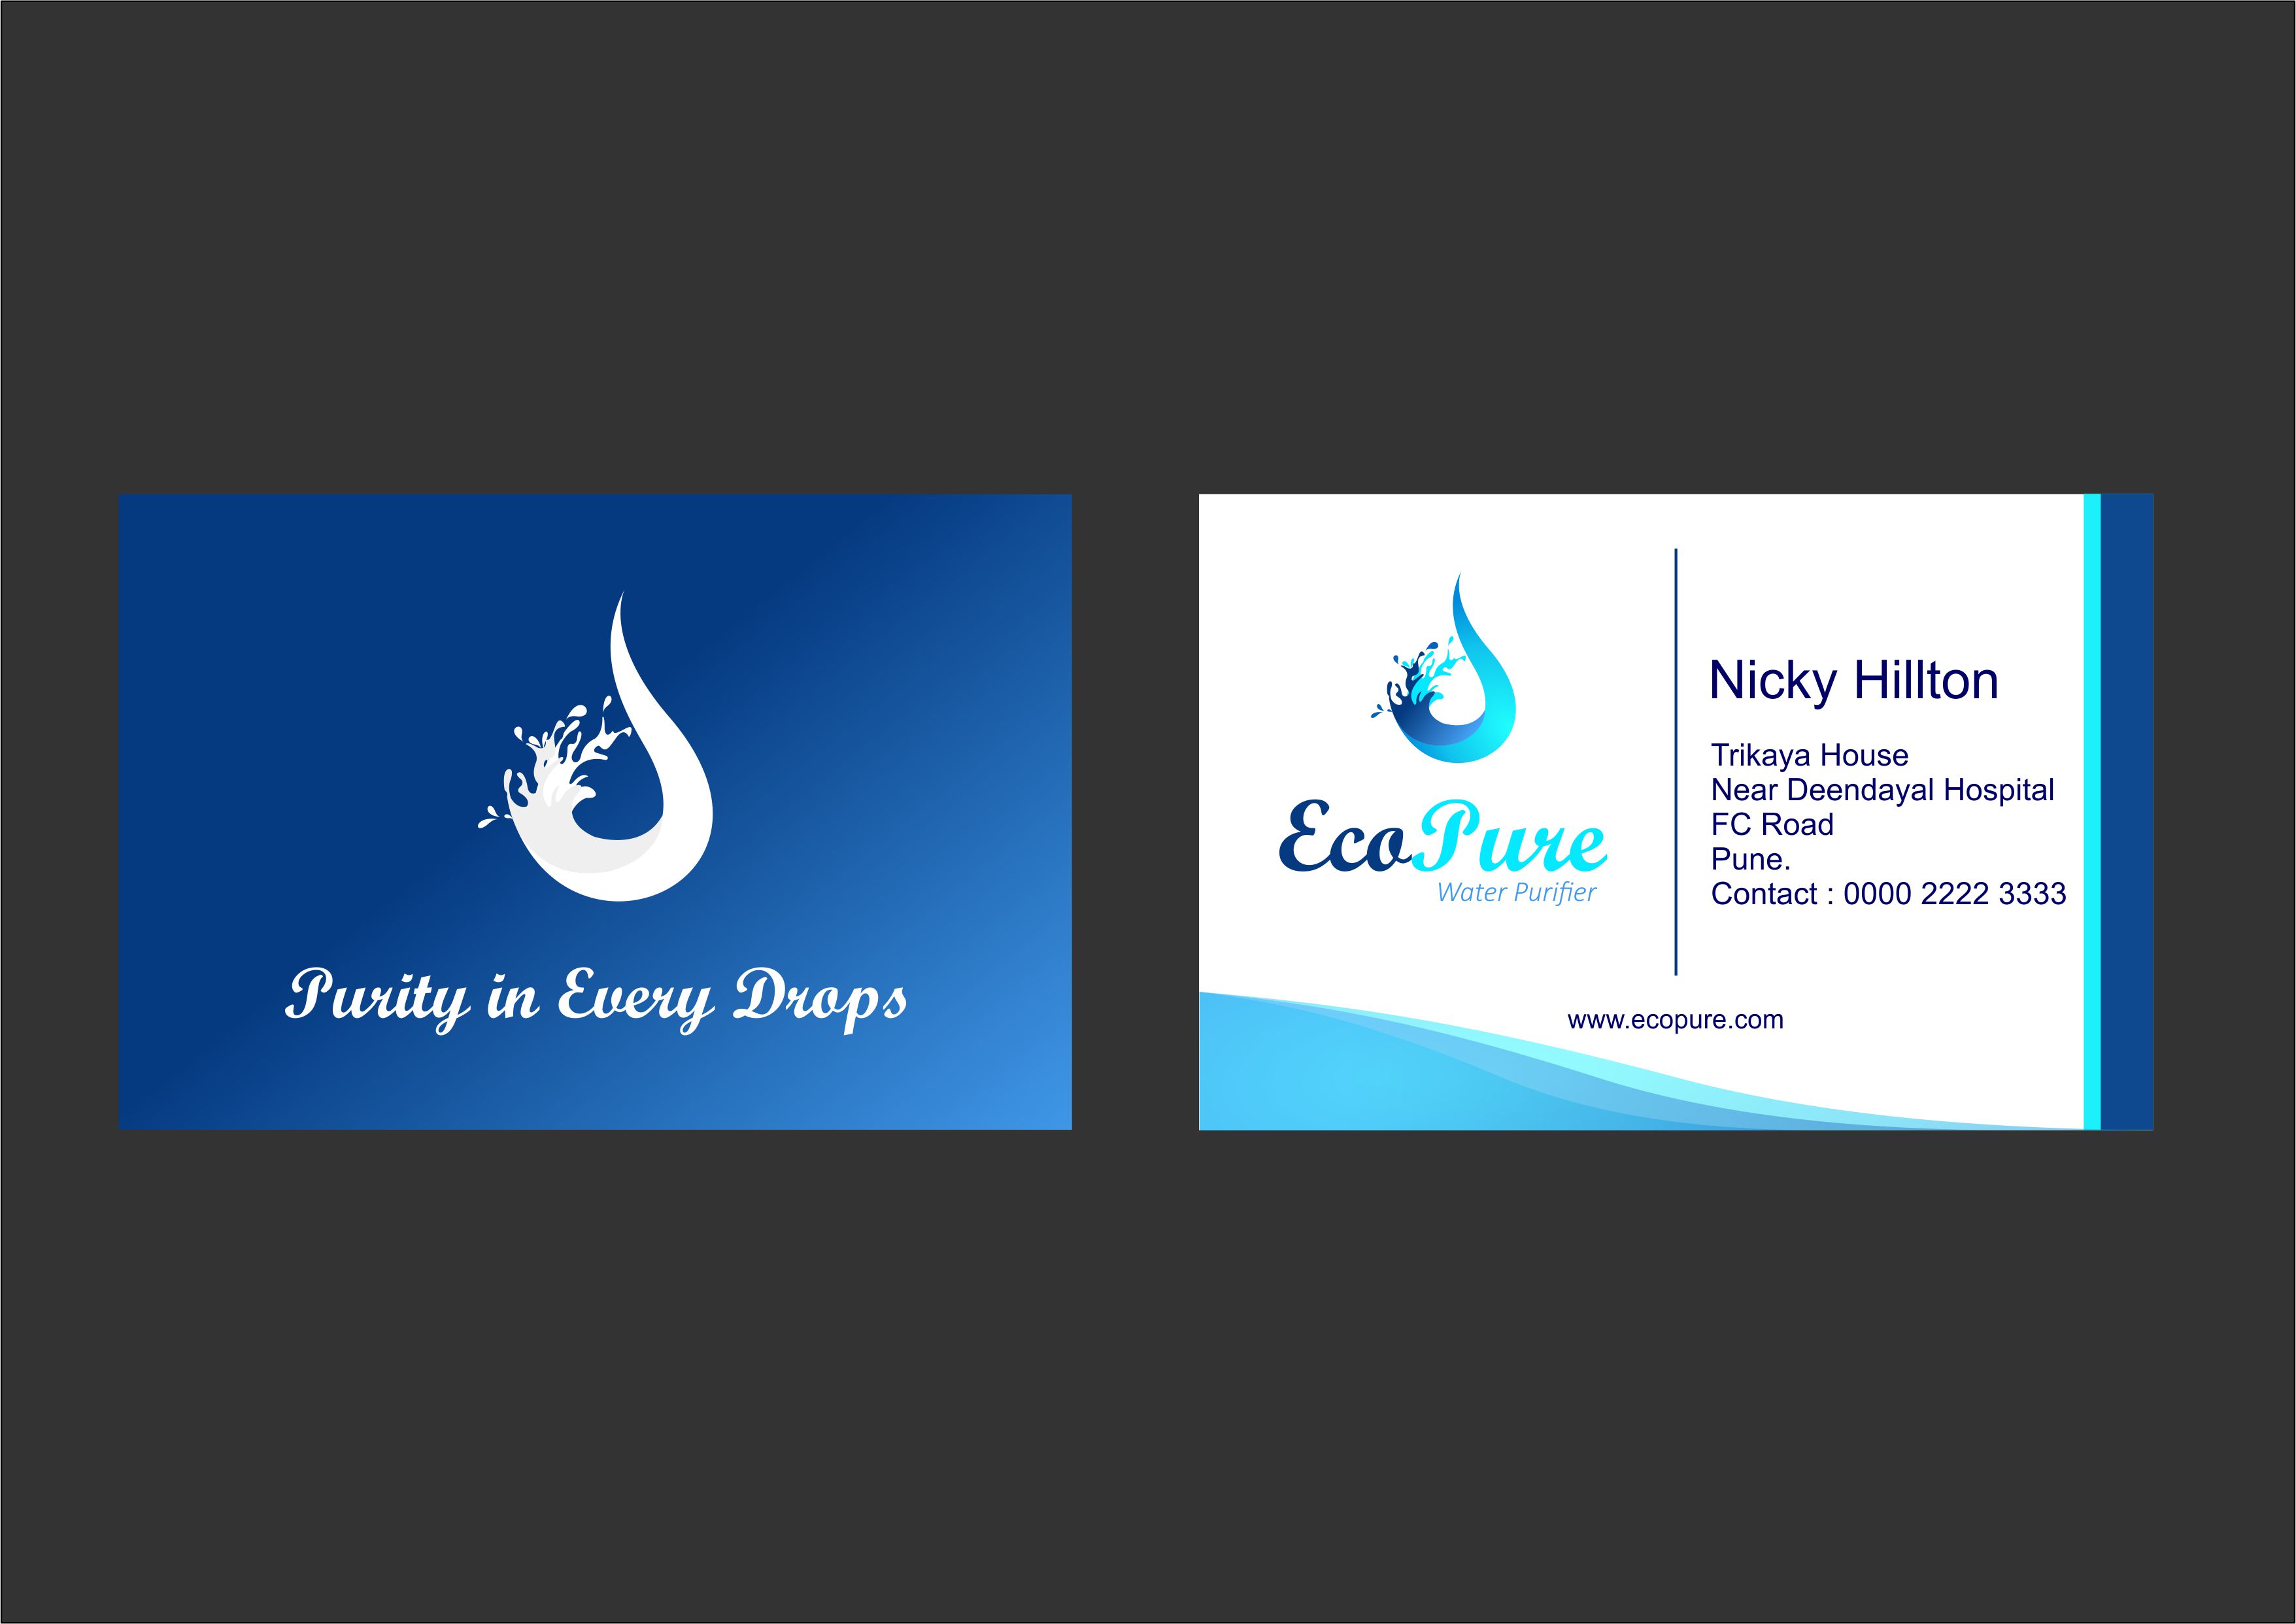 Purity in Every Drops
EcoPure
Water Purifier
Nicky Hillton
Trikaya House
Near Deendayal Hospital
FC Road
Pune.
Contact : 0000 2222 3333
www.ecopure.com